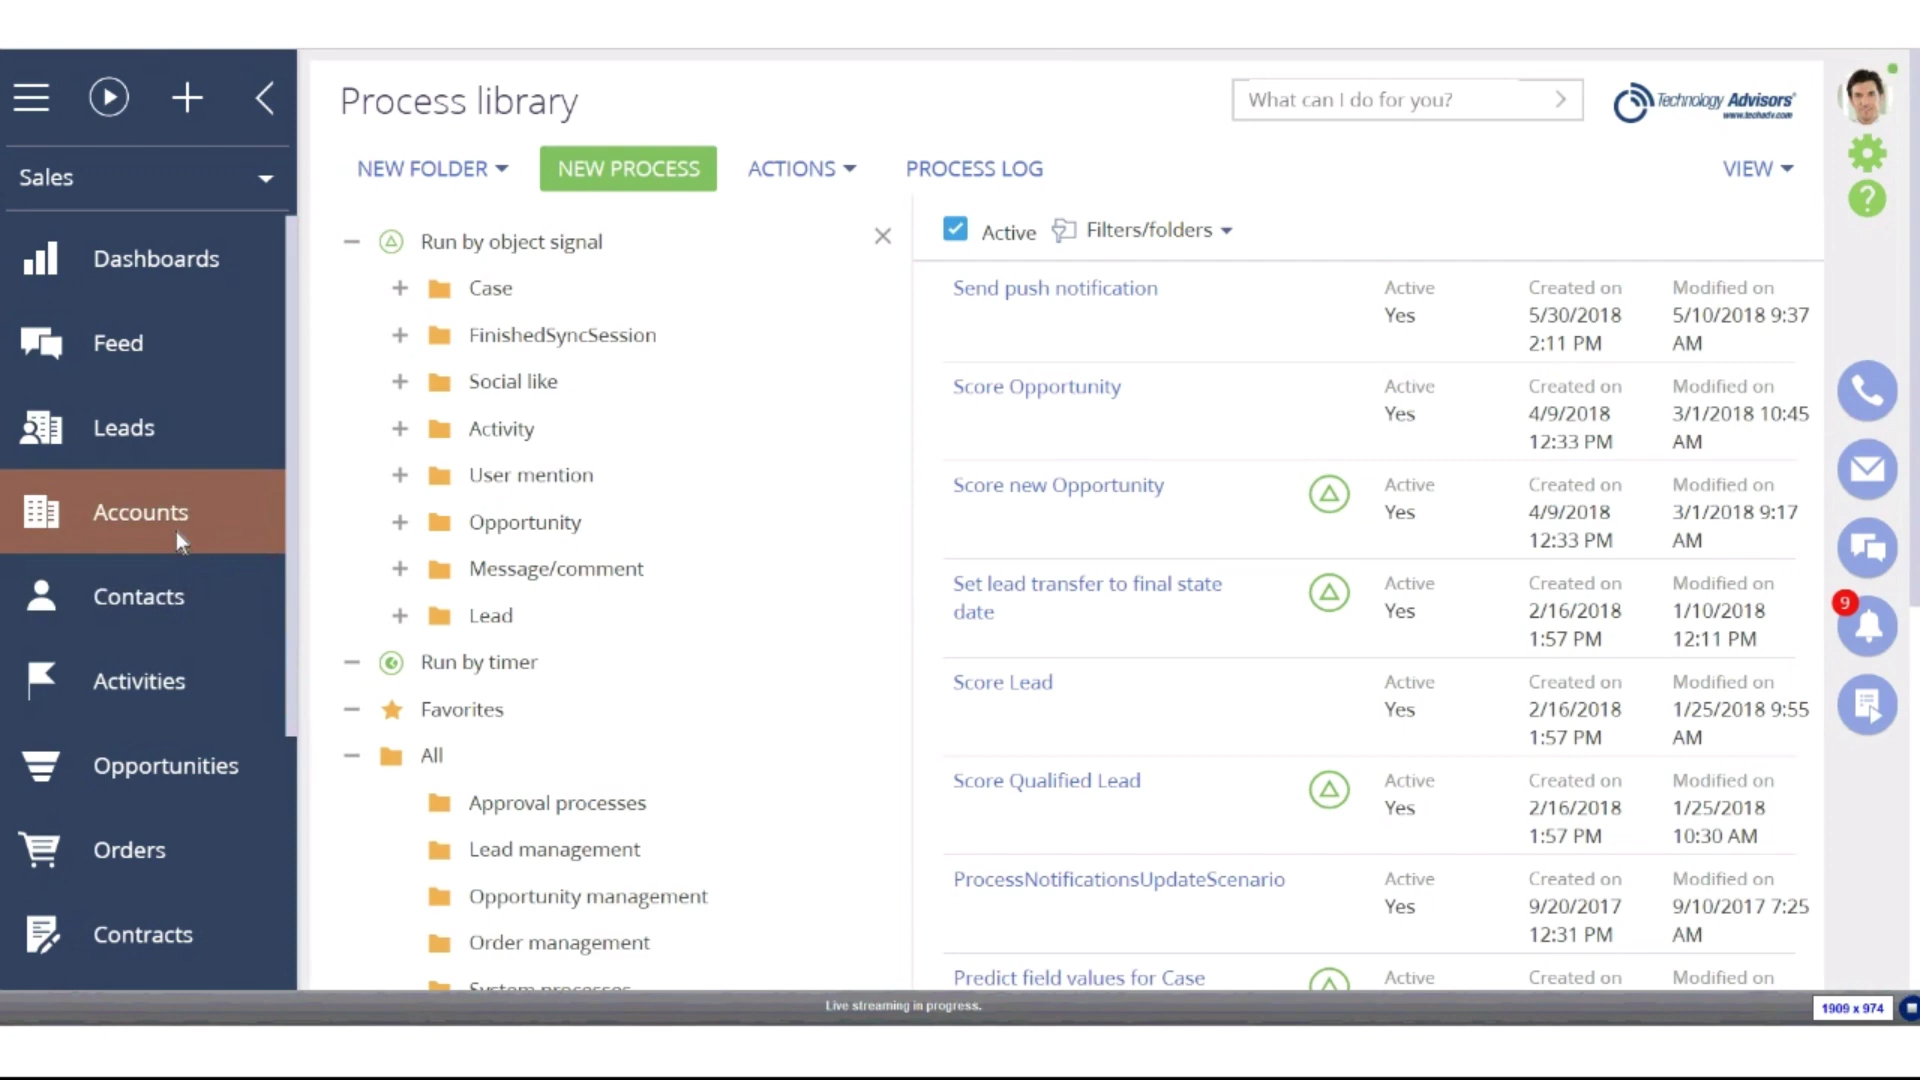 Process library
What can I do for you?
Technology Advisors
www.techadv.com
Sales
NEW FOLDER
NEW PROCESS
ACTIONS
PROCESS LOG
VIEW
Dashboards
Feed
Leads
Accounts
Contacts
Activities
Opportunities
Orders
Contracts
Run by object signal
Case
FinishedSyncSession
Social like
Activity
User mention
Opportunity
Message/comment
Lead
Run by timer
Favorites
All
Approval processes
Lead management
Opportunity management
Order management
System processes
Active
Filters/folders
Send push notification
Active
Yes
Created on
5/30/2018
2:11 PM
Modified on
5/10/2018 9:37
AM
Score Opportunity
Active
Yes
Created on
4/9/2018
12:33 PM
Modified on
3/1/2018 10:45
AM
Score new Opportunity
Active
Yes
Created on
4/9/2018
12:33 PM
Modified on
3/1/2018 9:17
AM
Set lead transfer to final state
date
Active
Yes
Created on
2/16/2018
1:57 PM
Modified on
1/10/2018
12:11 PM
Score Lead
Active
Yes
Created on
2/16/2018
1:57 PM
Modified on
1/25/2018 9:55
AM
Score Qualified Lead
Active
Yes
Created on
2/16/2018
1:57 PM
Modified on
1/25/2018
10:30 AM
ProcessNotificationsUpdateScenario
Active
Yes
Created on
9/20/2017
12:31 PM
Modified on
9/10/2017 7:25
AM
Predict field values for Case
Active
Created on
Modified on
?
9
Live streaming in progress.
1909 x 974